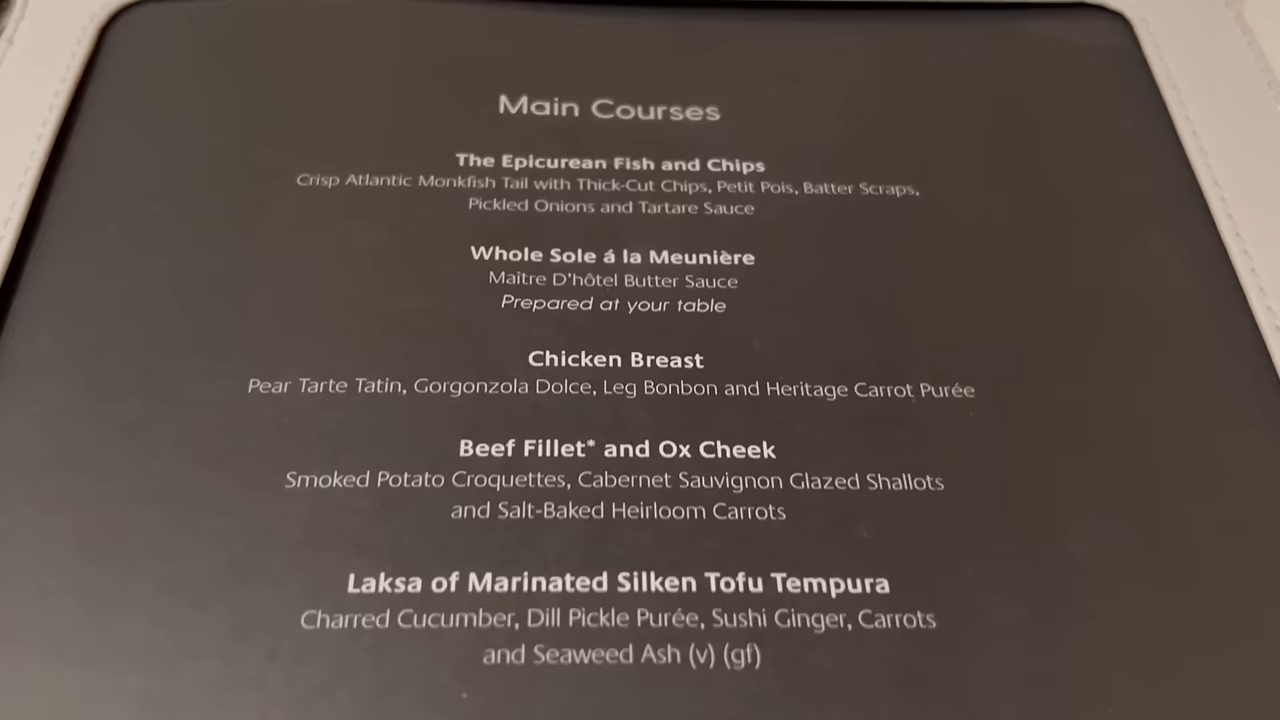 Main Courses
The Epicurean Fish and Chips
Crisp Atlantic Monkfish Tail with Thick-Cut Chips, Petit Pois, Batter Scraps,
Pickled Onions and Tartare Sauce
Whole Sole á la Meunière
Maître D'hôtel Butter Sauce
Prepared at your table
Chicken Breast
Pear Tarte Tatin, Gorgonzola Dolce, Leg Bonbon and Heritage Carrot Purée
Beef Fillet* and Ox Cheek
Smoked Potato Croquettes, Cabernet Sauvignon Glazed Shallots
and Salt-Baked Heirloom Carrots
Laksa of Marinated Silken Tofu Tempura
Charred Cucumber, Dill Pickle Purée, Sushi Ginger, Carrots
and Seaweed Ash (v) (gf)